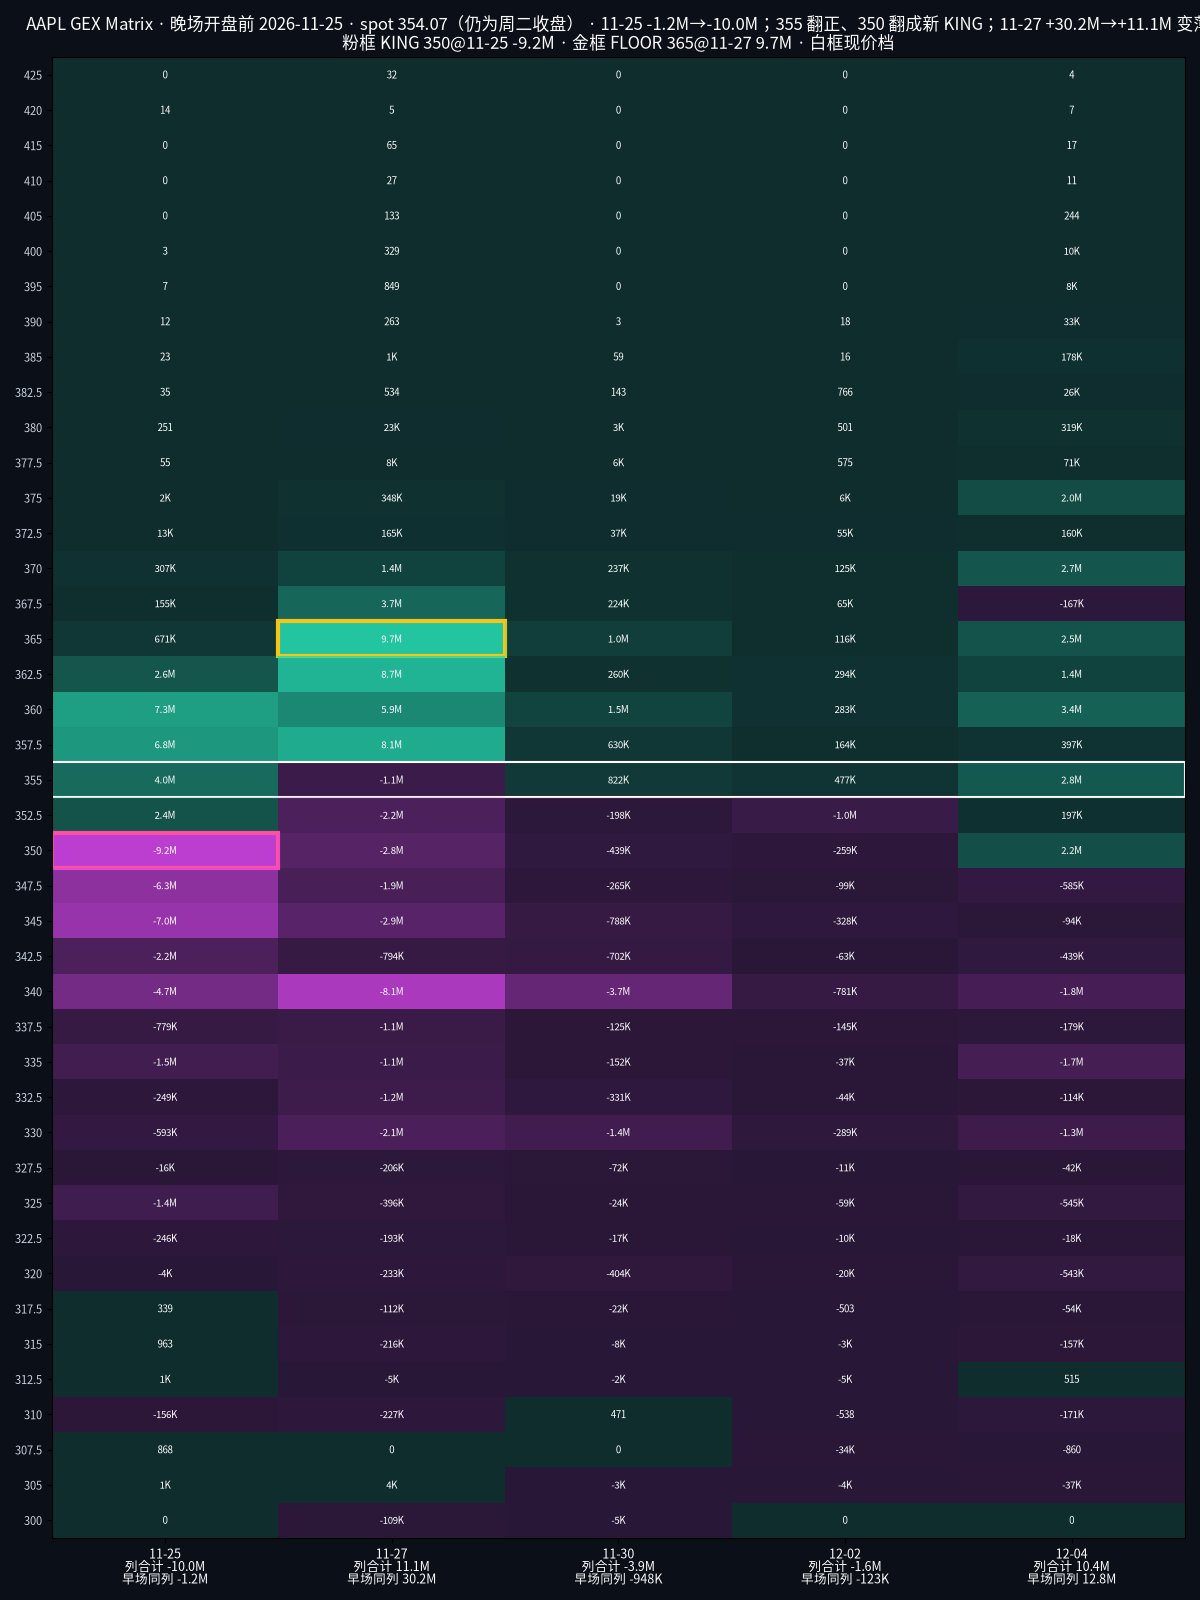 AAPL GEX Matrix · 晚场开盘前 2026-11-25 · spot 354.07（仍为周二收盘） · 11-25 -1.2M→-10.0M；355 翻正、350 翻成新 KING；11-27 +30.2M→+11.1M 变
粉框 KING 350@11-25 -9.2M · 金框 FLOOR 365@11-27 9.7M · 白框现价档
425 0 32 0 0 4
420 14 5 0 0 7
415 0 65 0 0 17
410 0 27 0 0 11
405 0 133 0 0 244
400 3 329 0 0 10K
395 7 849 0 0 8K
390 12 263 3 18 33K
385 23 1K 59 16 178K
382.5 35 534 143 766 26K
380 251 23K 3K 501 319K
377.5 55 8K 6K 575 71K
375 2K 348K 19K 6K 2.0M
372.5 13K 165K 37K 55K 160K
370 307K 1.4M 237K 125K 2.7M
367.5 155K 3.7M 224K 65K -167K
365 671K 9.7M 1.0M 116K 2.5M
362.5 2.6M 8.7M 260K 294K 1.4M
360 7.3M 5.9M 1.5M 283K 3.4M
357.5 6.8M 8.1M 630K 164K 397K
355 4.0M -1.1M 822K 477K 2.8M
352.5 2.4M -2.2M -198K -1.0M 197K
350 -9.2M -2.8M -439K -259K 2.2M
347.5 -6.3M -1.9M -265K -99K -585K
345 -7.0M -2.9M -788K -328K -94K
342.5 -2.2M -794K -702K -63K -439K
340 -4.7M -8.1M -3.7M -781K -1.8M
337.5 -779K -1.1M -125K -145K -179K
335 -1.5M -1.1M -152K -37K -1.7M
332.5 -249K -1.2M -331K -44K -114K
330 -593K -2.1M -1.4M -289K -1.3M
327.5 -16K -206K -72K -11K -42K
325 -1.4M -396K -24K -59K -545K
322.5 -246K -193K -17K -10K -18K
320 -4K -233K -404K -20K -543K
317.5 339 -112K -22K -503 -54K
315 963 -216K -8K -3K -157K
312.5 1K -5K -2K -5K 515
310 -156K -227K 471 -538 -171K
307.5 868 0 0 -34K -860
305 1K 4K -3K -4K -37K
300 0 -109K -5K 0 0
11-25 11-27 11-30 12-02 12-04
列合计 -10.0M 列合计 11.1M 列合计 -3.9M 列合计 -1.6M 列合计 10.4M
早场同列 -1.2M 早场同列 30.2M 早场同列 -948K 早场同列 -123K 早场同列 12.8M